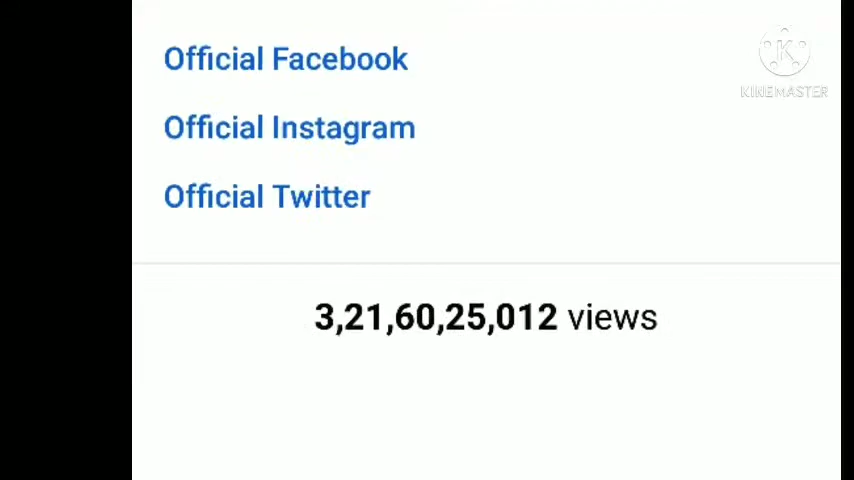 Official Facebook
Official Instagram
Official Twitter
3,21,60,25,012 views
K
KINEMASTER